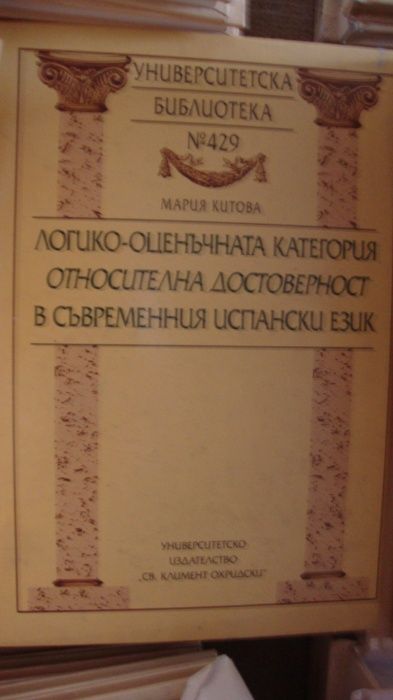 УНИВЕРСИТЕТСКА
БИБЛИОТЕКА
№429
МАРИЯ КИТОВА
ЛОГИКО-ОЦЕНЪЧНАТА КАТЕГОРИЯ
ОТНОСИТЕЛНА ДОСТОВЕРНОСТ
В СЪВРЕМЕННИЯ ИСПАНСКИ ЕЗИК
УНИВЕРСИТЕТСКО
ИЗДАТЕЛСТВО
„СВ. КЛИМЕНТ ОХРИДСКИ"